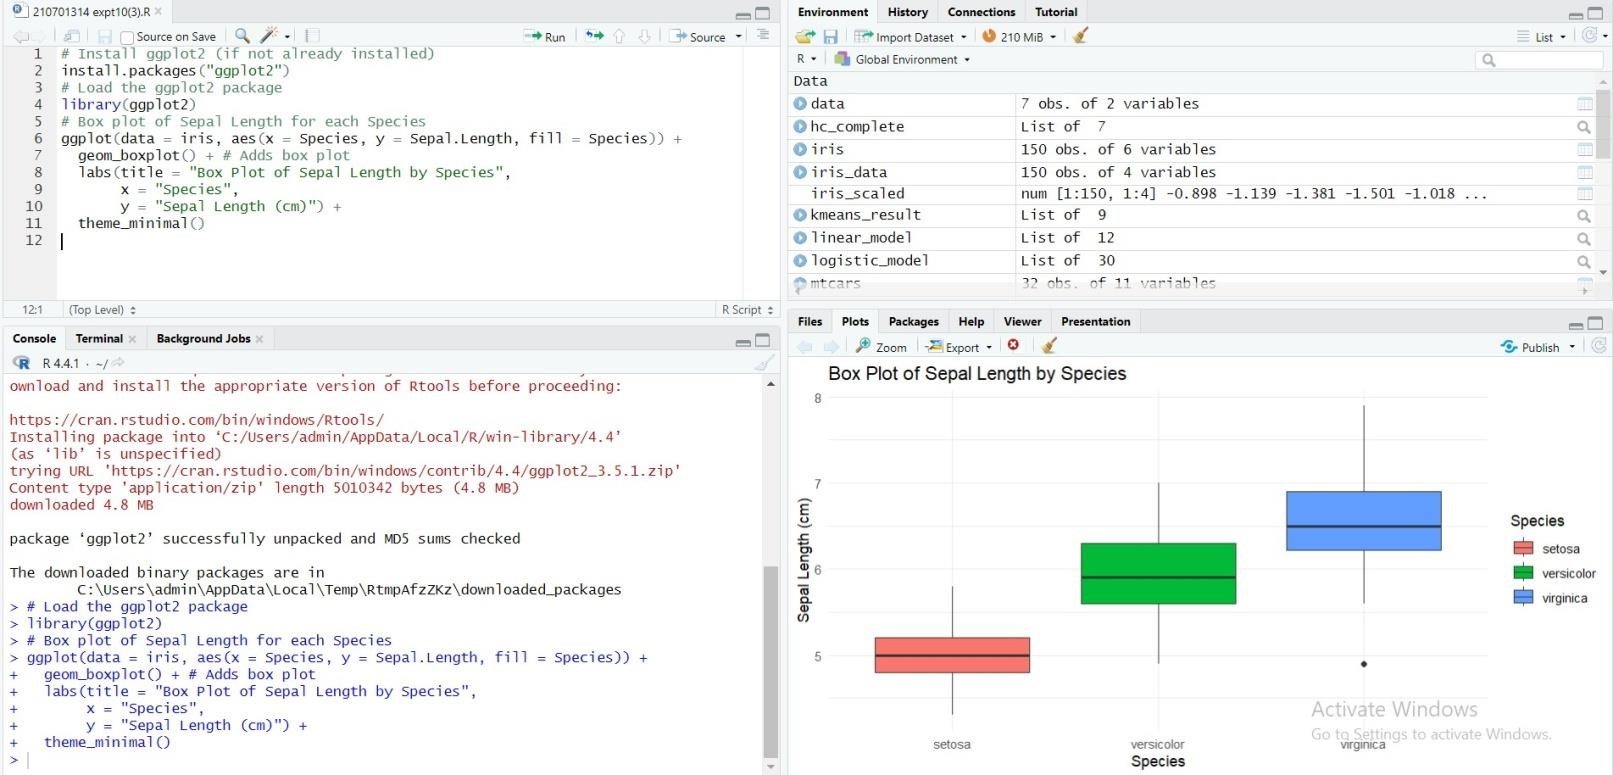 210701314 expt10(3).R
Source on Save
Run
Source
1 # Install ggplot2 (if not already installed)
2 install.packages("ggplot2")
3 # Load the ggplot2 package
4 library(ggplot2)
5 # Box plot of Sepal Length for each Species
6 ggplot(data = iris, aes(x = Species, y = Sepal.Length, fill = Species)) +
7 geom_boxplot() + # Adds box plot
8 labs(title = "Box Plot of Sepal Length by Species",
9 x = "Species",
10 y = "Sepal Length (cm)") +
11 theme_minimal()
12
12:1 (Top Level) R Script
Console Terminal Background Jobs
R 4.4.1 · ~/
ownload and install the appropriate version of Rtools before proceeding:
https://cran.rstudio.com/bin/windows/Rtools/
Installing package into ‘C:/Users/admin/AppData/Local/R/win-library/4.4’
(as ‘lib’ is unspecified)
trying URL 'https://cran.rstudio.com/bin/windows/contrib/4.4/ggplot2_3.5.1.zip'
Content type 'application/zip' length 5010342 bytes (4.8 MB)
downloaded 4.8 MB
package ‘ggplot2’ successfully unpacked and MD5 sums checked
The downloaded binary packages are in
C:\Users\admin\AppData\Local\Temp\RtmpAfzZKz\downloaded_packages
> # Load the ggplot2 package
> library(ggplot2)
> # Box plot of Sepal Length for each Species
> ggplot(data = iris, aes(x = Species, y = Sepal.Length, fill = Species)) +
+ geom_boxplot() + # Adds box plot
+ labs(title = "Box Plot of Sepal Length by Species",
+ x = "Species",
+ y = "Sepal Length (cm)") +
+ theme_minimal()
>
Environment History Connections Tutorial
Import Dataset 210 MiB List
R Global Environment
Data
data 7 obs. of 2 variables
hc_complete List of 7
iris 150 obs. of 6 variables
iris_data 150 obs. of 4 variables
iris_scaled num [1:150, 1:4] -0.898 -1.139 -1.381 -1.501 -1.018 ...
kmeans_result List of 9
linear_model List of 12
logistic_model List of 30
mtcars 32 obs. of 11 variables
Files Plots Packages Help Viewer Presentation
Zoom Export Publish
Box Plot of Sepal Length by Species
8
7
6
5
Sepal Length (cm)
setosa versicolor virginica
Species
Species
setosa
versicolor
virginica
Activate Windows
Go to Settings to activate Windows.